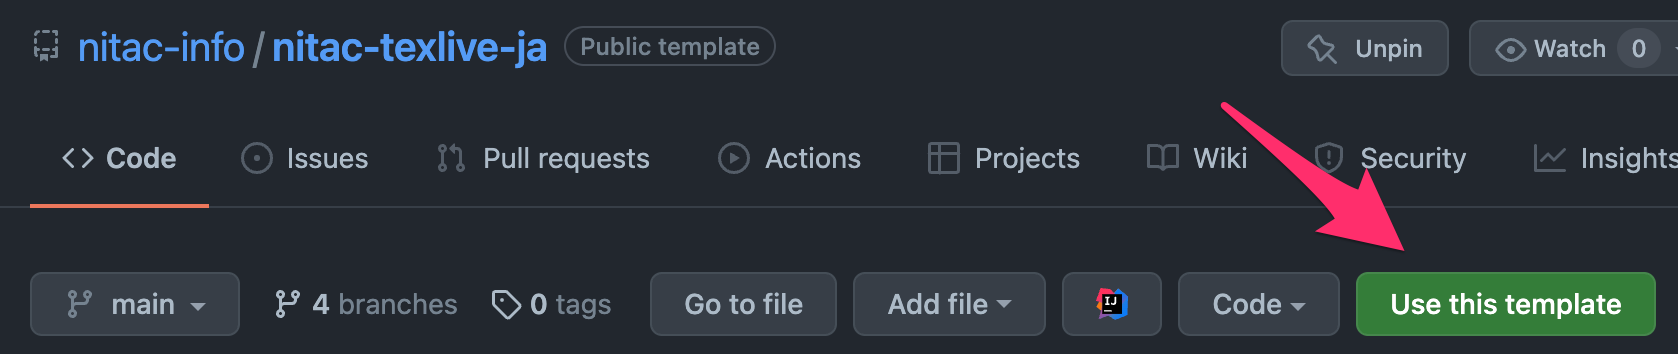 nitac-info / nitac-texlive-ja Public template Unpin Watch 0
Code Issues Pull requests Actions Projects Wiki Security Insights
main 4 branches 0 tags Go to file Add file IJ Code Use this template